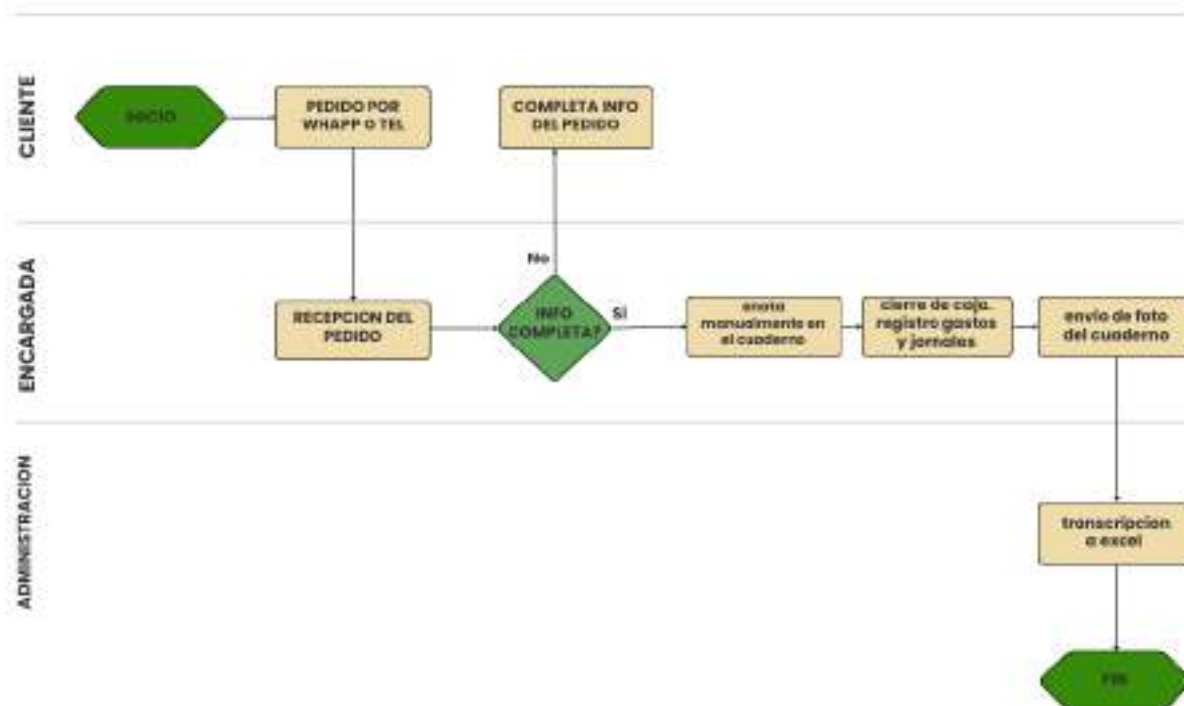 CLIENTE
INICIO
PEDIDO POR
WHAPP O TEL
COMPLETA INFO
DEL PEDIDO
ENCARGADA
RECEPCION DEL
PEDIDO
No
INFO
COMPLETA?
Si
anota
manualmente en
el cuaderno
cierre de caja.
registro gastos
y jornales
envio de foto
del cuaderno
ADMINISTRACION
transcripcion
a excel
FIN